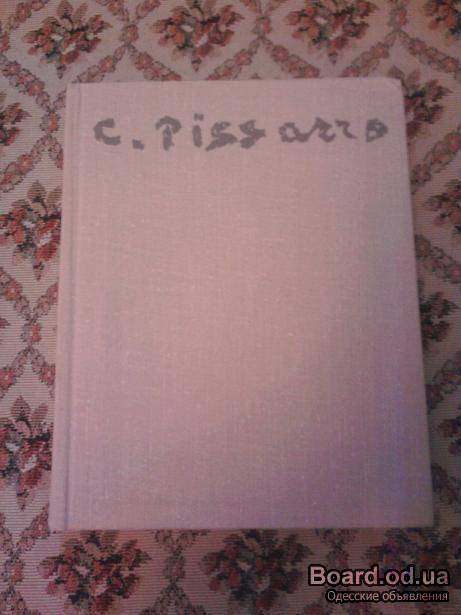 C. Pissarro
Board.od.ua
Одесские объявления